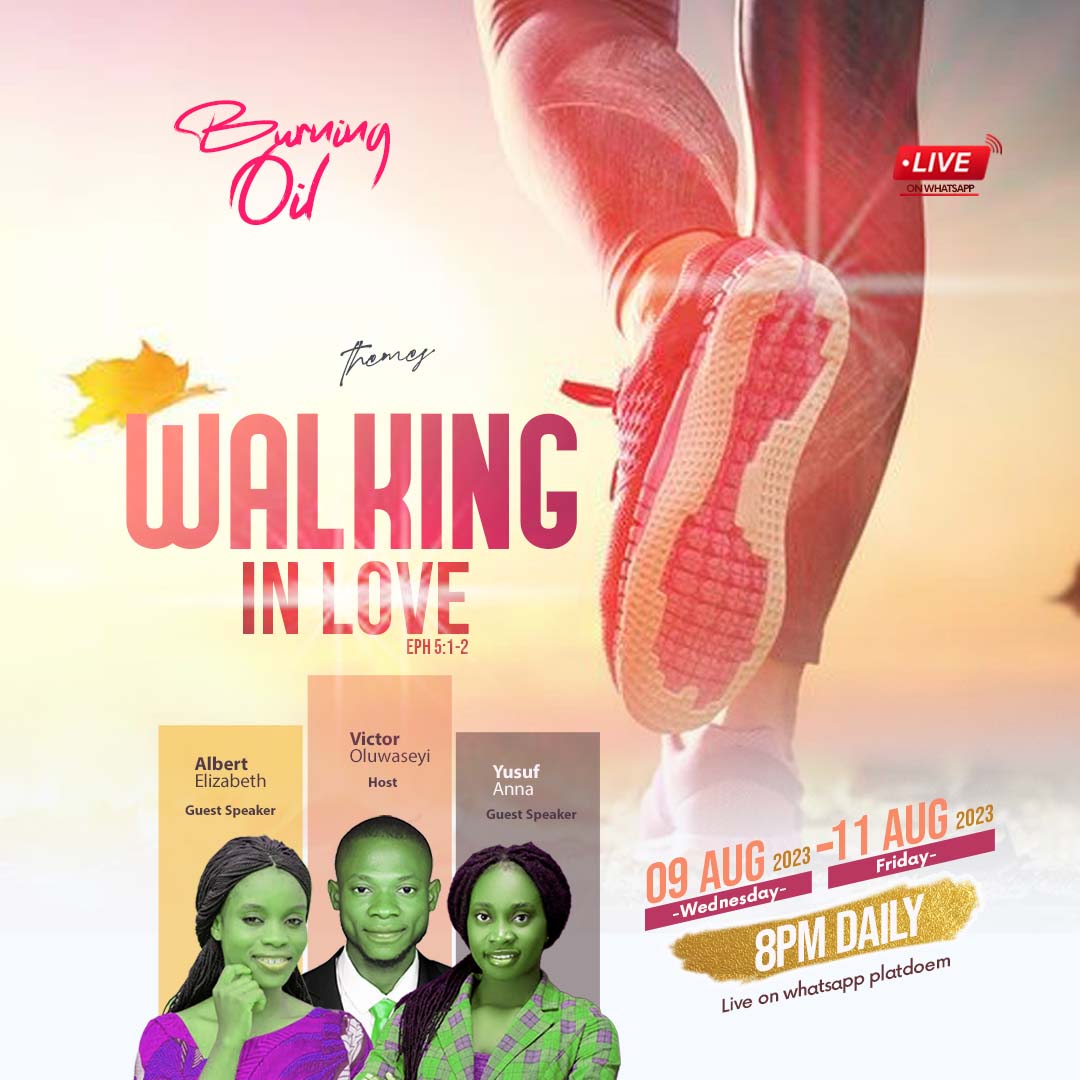 Burning
Oil
LIVE
ON WHATSAPP
Themes
WALKING
IN LOVE
EPH 5:1-2
Albert
Elizabeth
Guest Speaker
Victor
Oluwaseyi
Host
Yusuf
Anna
Guest Speaker
09 AUG 2023 - 11 AUG 2023
-Wednesday- Friday-
8PM DAILY
Live on whatsapp platdoem